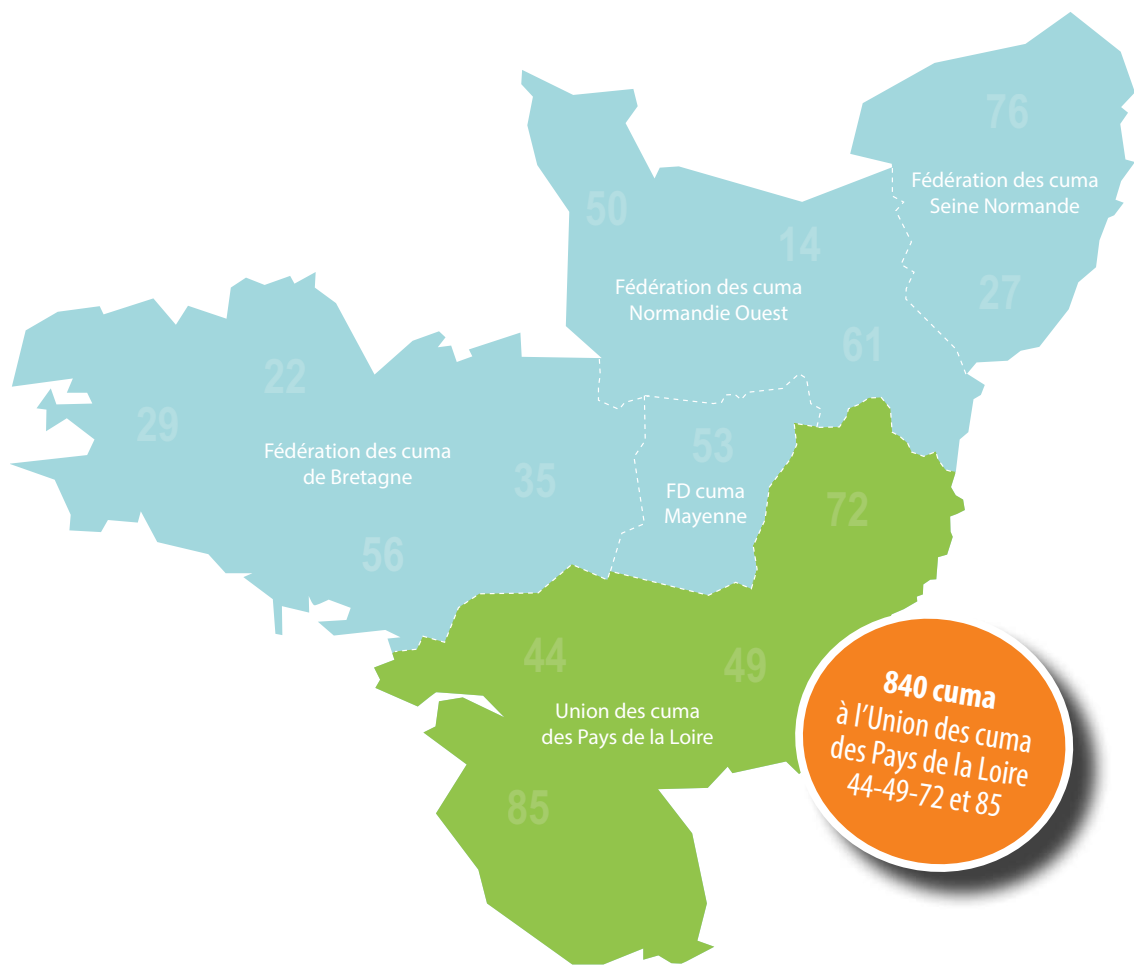 76
Fédération des cuma
Seine Normande
27
50
14
Fédération des cuma
Normandie Ouest
61
22
29
Fédération des cuma
de Bretagne
35
56
53
FD cuma
Mayenne
72
44
49
Union des cuma
des Pays de la Loire
85
840 cuma
à l’Union des cuma
des Pays de la Loire
44-49-72 et 85